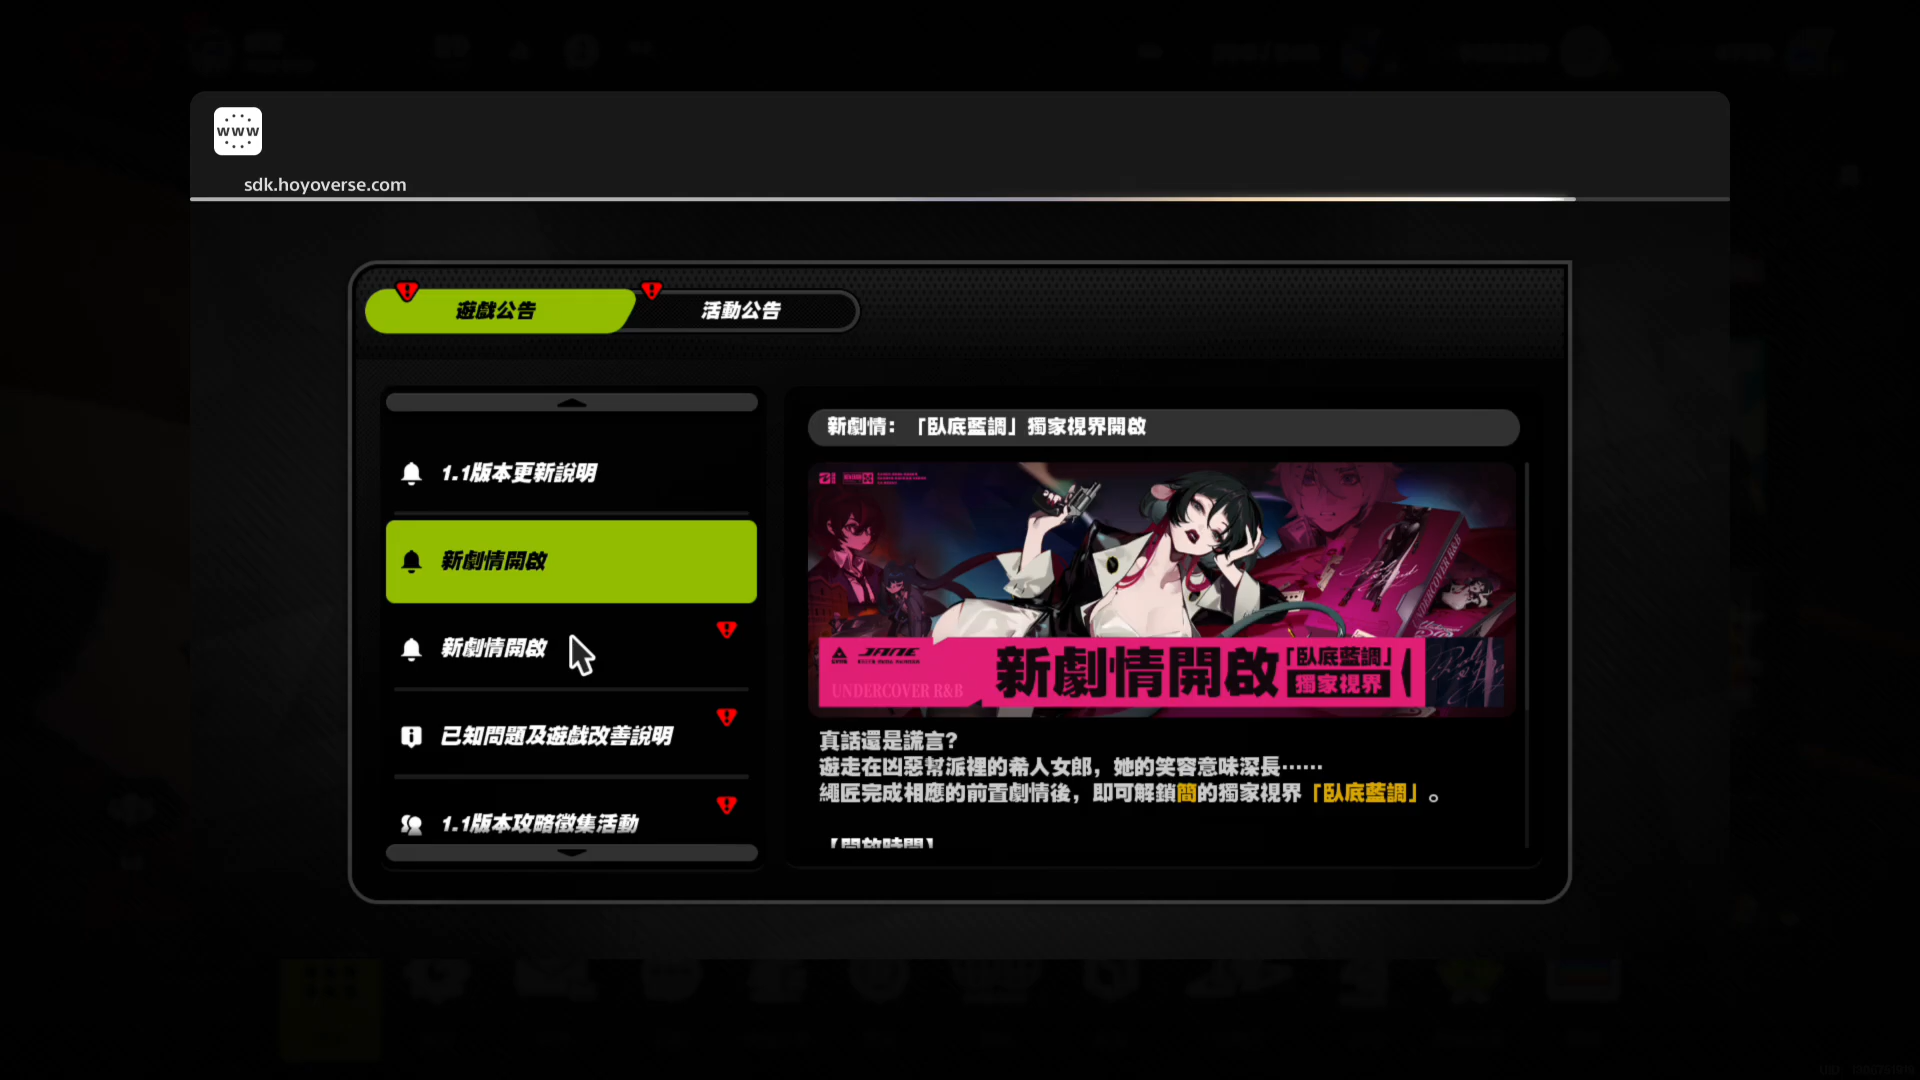 www
sdk.hoyoverse.com
遊戲公告
活動公告
1.1版本更新說明
新劇情開啟
新劇情開啟
已知問題及遊戲改善說明
1.1版本攻略徵集活動
新劇情：「臥底藍調」獨家視界開啟
JANE
UNDERCOVER R&B
新劇情開啟
「臥底藍調」
獨家視界
UNDERCOVER R&B
真話還是謊言？
遊走在凶惡幫派裡的希人女郎，她的笑容意味深長⋯⋯
繩匠完成相應的前置劇情後，即可解鎖簡的獨家視界「臥底藍調」。
【開放時間】